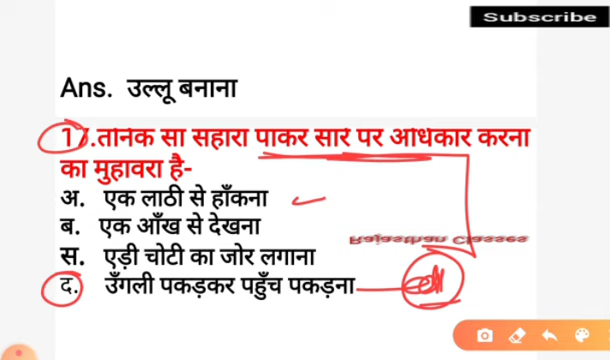 Subscribe
Ans. उल्लू बनाना
17.तनिक सा सहारा पाकर सारे पर अधिकार करना
का मुहावरा है-
अ. एक लाठी से हाँकना
ब. एक आँख से देखना
Rajasthan Classes
स. एड़ी चोटी का जोर लगाना
द. उँगली पकड़कर पहुँच पकड़ना